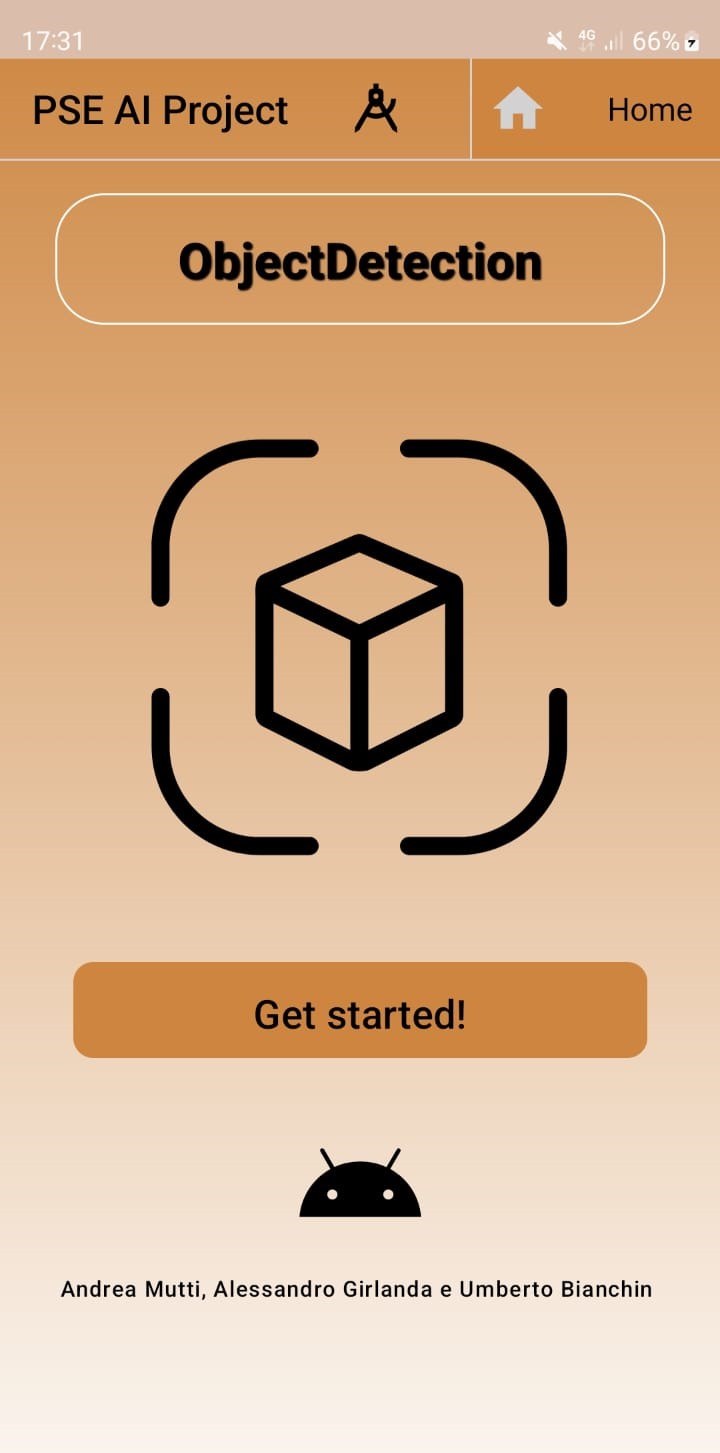 17:31 4G 66%
PSE AI Project Home
ObjectDetection
Get started!
Andrea Mutti, Alessandro Girlanda e Umberto Bianchin